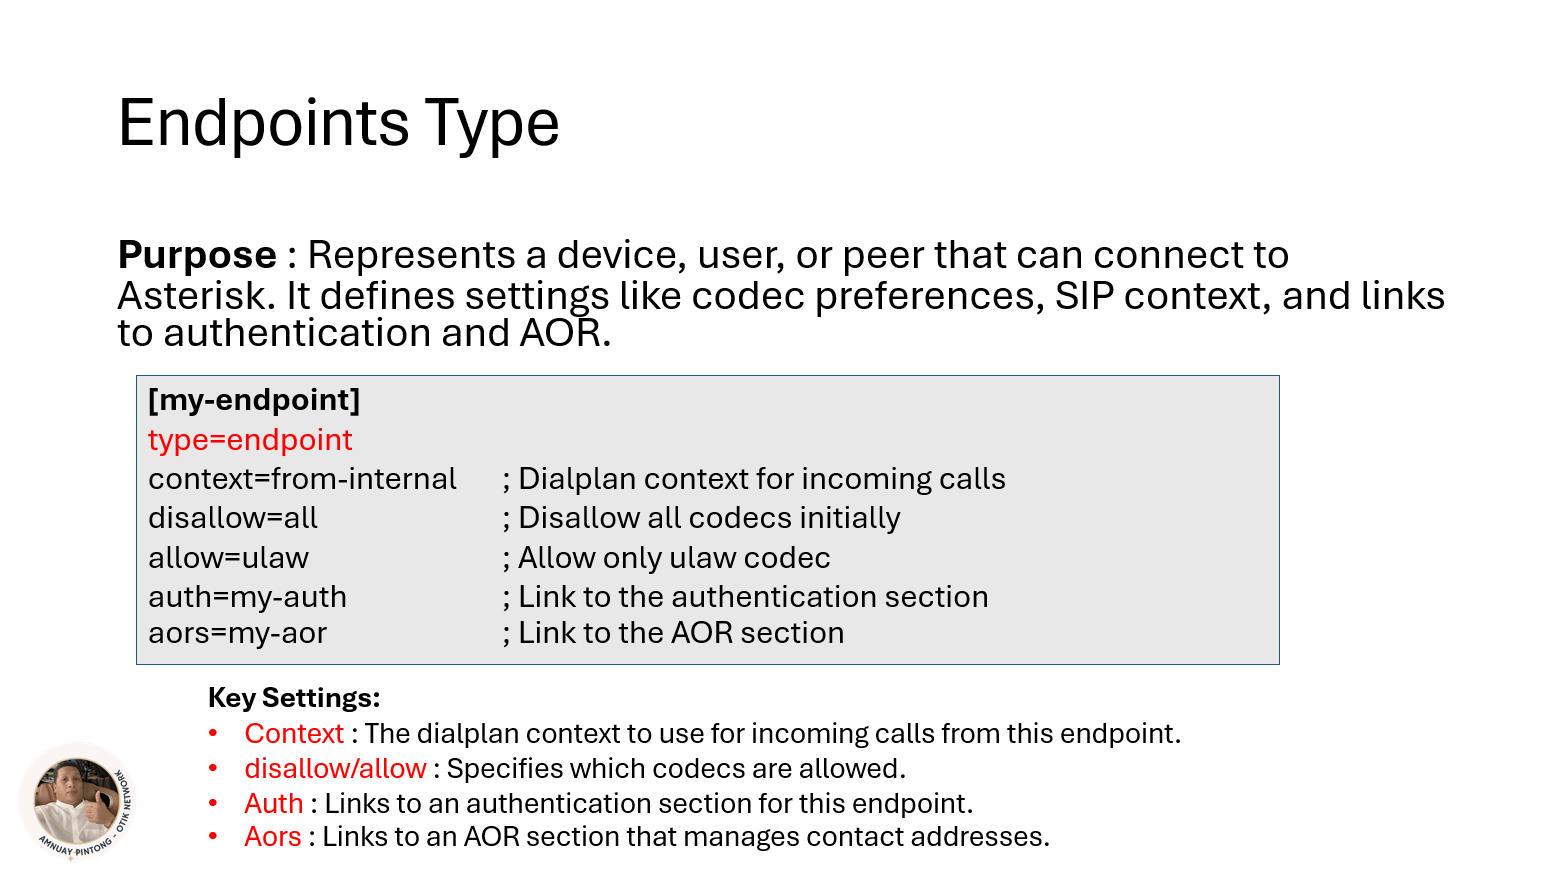 Endpoints Type
Purpose : Represents a device, user, or peer that can connect to
Asterisk. It defines settings like codec preferences, SIP context, and links
to authentication and AOR.
[my-endpoint]
type=endpoint
context=from-internal ; Dialplan context for incoming calls
disallow=all ; Disallow all codecs initially
allow=ulaw ; Allow only ulaw codec
auth=my-auth ; Link to the authentication section
aors=my-aor ; Link to the AOR section
Key Settings:
• Context : The dialplan context to use for incoming calls from this endpoint.
• disallow/allow : Specifies which codecs are allowed.
• Auth : Links to an authentication section for this endpoint.
• Aors : Links to an AOR section that manages contact addresses.
AMNUAY PINTONG - OTIK NETWORK